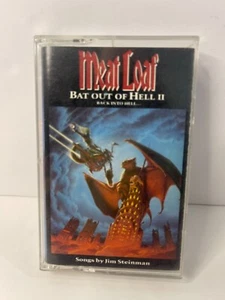 Meat Loaf
BAT OUT OF HELL II
BACK INTO HELL...
Songs by Jim Steinman